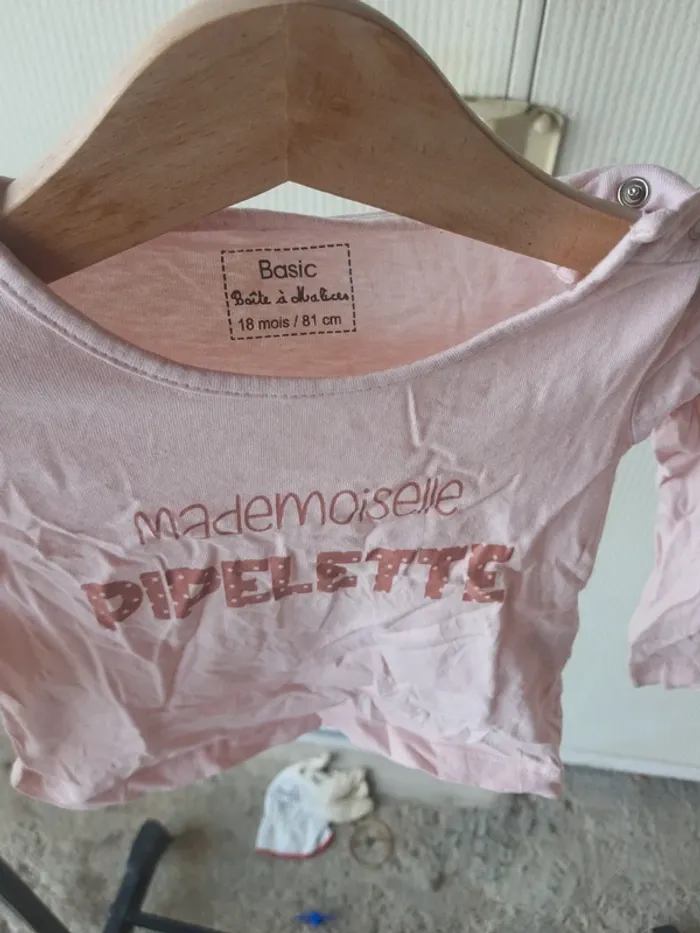 Basic
Boîte à Malices
18 mois / 81 cm
mademoiselle
PIPELETTE